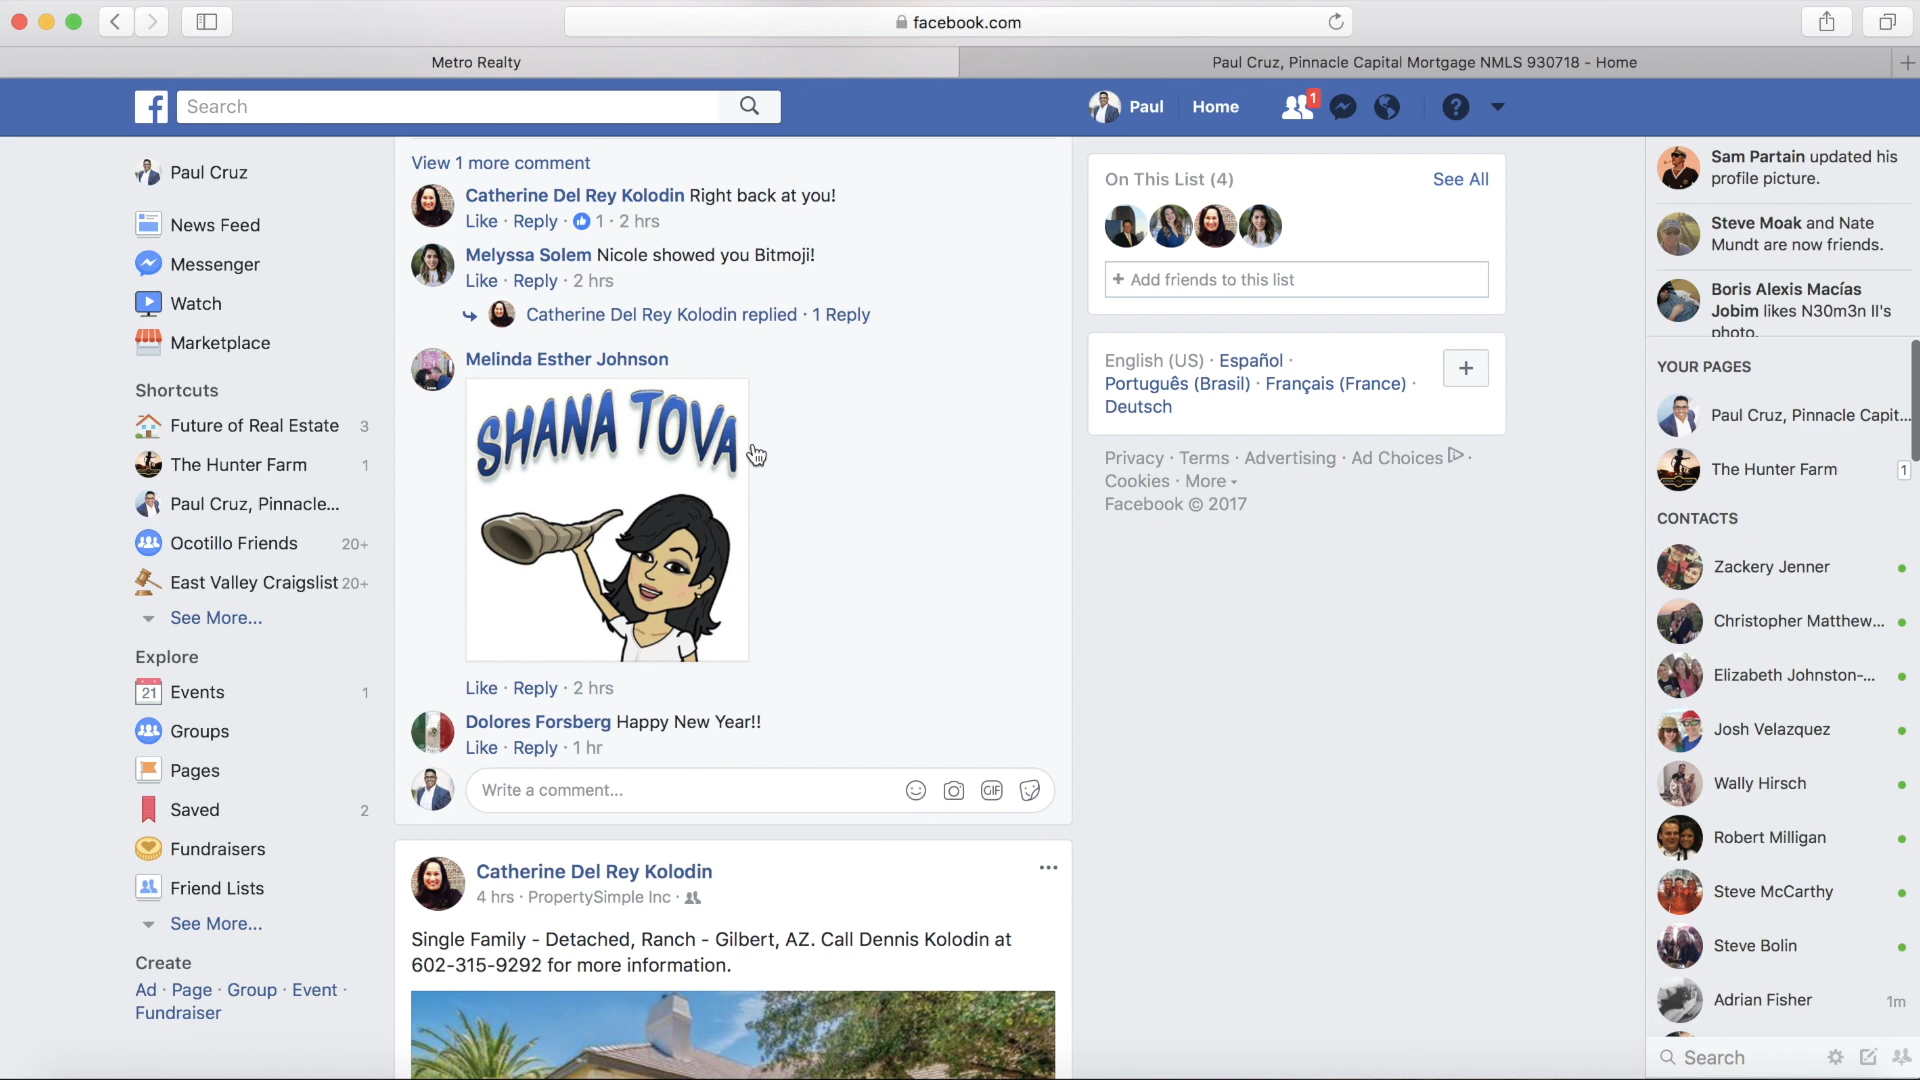 facebook.com
Metro Realty
Paul Cruz, Pinnacle Capital Mortgage NMLS 930718 - Home
Search
Paul
Home
1
?
Paul Cruz
News Feed
Messenger
Watch
Marketplace
Shortcuts
Future of Real Estate 3
The Hunter Farm 1
Paul Cruz, Pinnacle...
Ocotillo Friends 20+
East Valley Craigslist 20+
See More...
Explore
21 Events 1
Groups
Pages
Saved 2
Fundraisers
Friend Lists
See More...
Create
Ad · Page · Group · Event ·
Fundraiser
View 1 more comment
Catherine Del Rey Kolodin Right back at you!
Like · Reply · 1 · 2 hrs
Melyssa Solem Nicole showed you Bitmoji!
Like · Reply · 2 hrs
Catherine Del Rey Kolodin replied · 1 Reply
Melinda Esther Johnson
SHANA TOVA
Like · Reply · 2 hrs
Dolores Forsberg Happy New Year!!
Like · Reply · 1 hr
Write a comment...
GIF
Catherine Del Rey Kolodin
4 hrs · PropertySimple Inc ·
Single Family - Detached, Ranch - Gilbert, AZ. Call Dennis Kolodin at
602-315-9292 for more information.
On This List (4)
See All
+ Add friends to this list
English (US) · Español ·
Português (Brasil) · Français (France) ·
Deutsch
Privacy · Terms · Advertising · Ad Choices ·
Cookies · More
Facebook © 2017
Sam Partain updated his
profile picture.
Steve Moak and Nate
Mundt are now friends.
Boris Alexis Macías
Jobim likes N30m3n II's
photo.
YOUR PAGES
Paul Cruz, Pinnacle Capit...
The Hunter Farm 1
CONTACTS
Zackery Jenner
Christopher Matthew...
Elizabeth Johnston-...
Josh Velazquez
Wally Hirsch
Robert Milligan
Steve McCarthy
Steve Bolin
Adrian Fisher 1m
Search